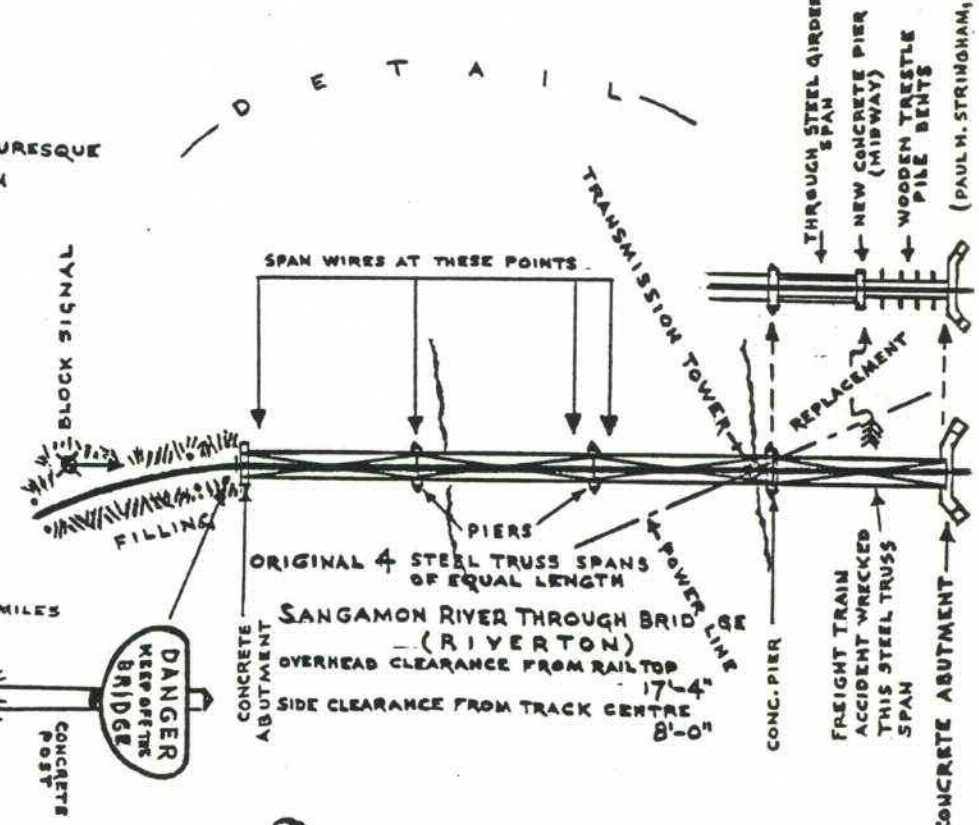 DETAIL
URESQUE
THROUGH STEEL GIRDER
SPAN
NEW CONCRETE PIER
(MIDWAY)
WOODEN TRESTLE
PILE BENTS
(PAUL H. STRINGHAM,
BLOCK SIGNAL
SPAN WIRES AT THESE POINTS
TRANSMISSION TOWER
REPLACEMENT
FILLING
PIERS
ORIGINAL 4 STEEL TRUSS SPANS
OF EQUAL LENGTH
POWER LINE
MILES
SANGAMON RIVER THROUGH BRIDGE
(RIVERTON)
OVERHEAD CLEARANCE FROM RAIL TOP
17'-4"
SIDE CLEARANCE FROM TRACK CENTRE
8'-0"
CONCRETE
ABUTMENT
CONC. PIER
FREIGHT TRAIN
ACCIDENT WRECKED
THIS STEEL TRUSS
SPAN
CONCRETE ABUTMENT
DANGER
KEEP OFF THE
BRIDGE
CONCRETE
POST